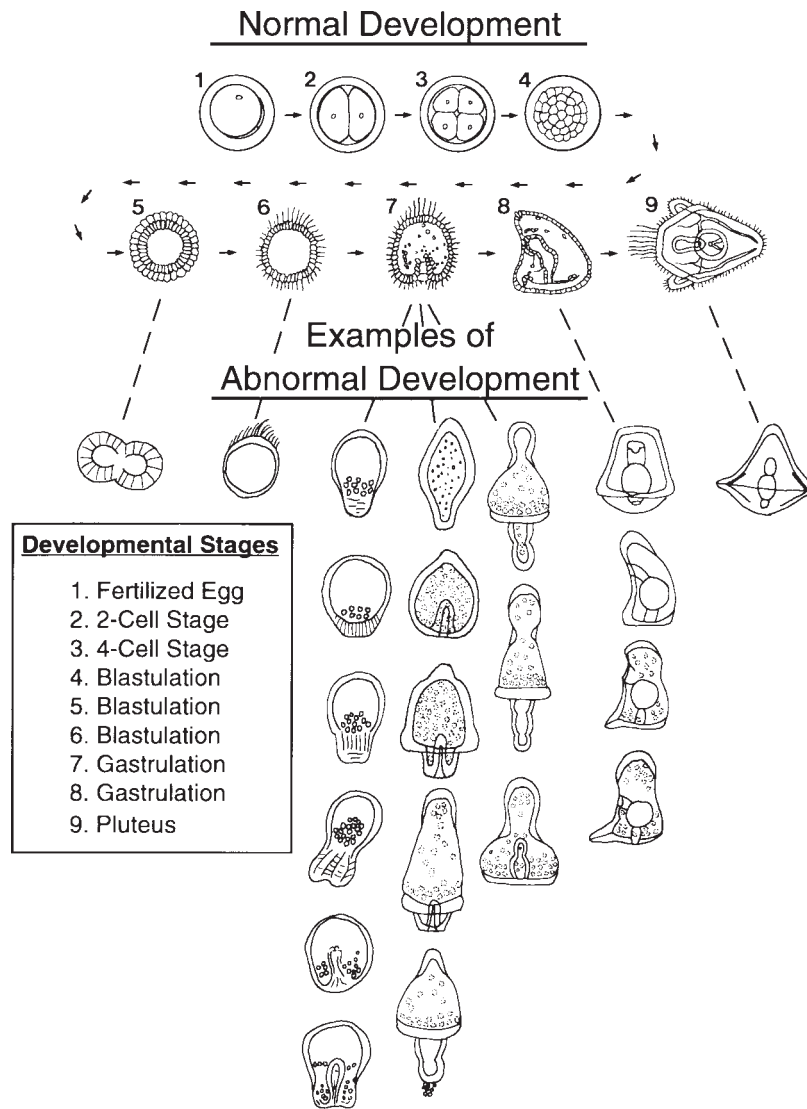 Normal Development
1 2 3 4
5 6 7 8 9
Examples of
Abnormal Development
Developmental Stages
1. Fertilized Egg
2. 2-Cell Stage
3. 4-Cell Stage
4. Blastulation
5. Blastulation
6. Blastulation
7. Gastrulation
8. Gastrulation
9. Pluteus